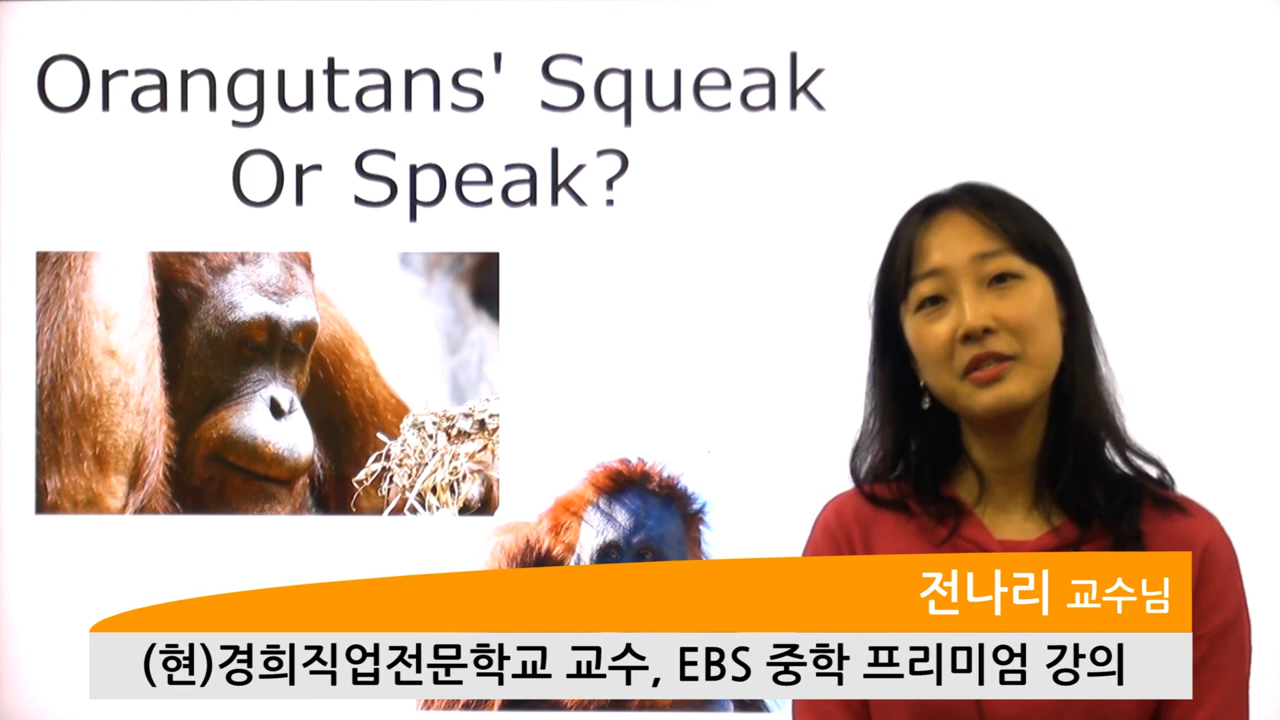 Orangutans' Squeak
Or Speak?
전나리 교수님
(현)경희직업전문학교 교수, EBS 중학 프리미엄 강의